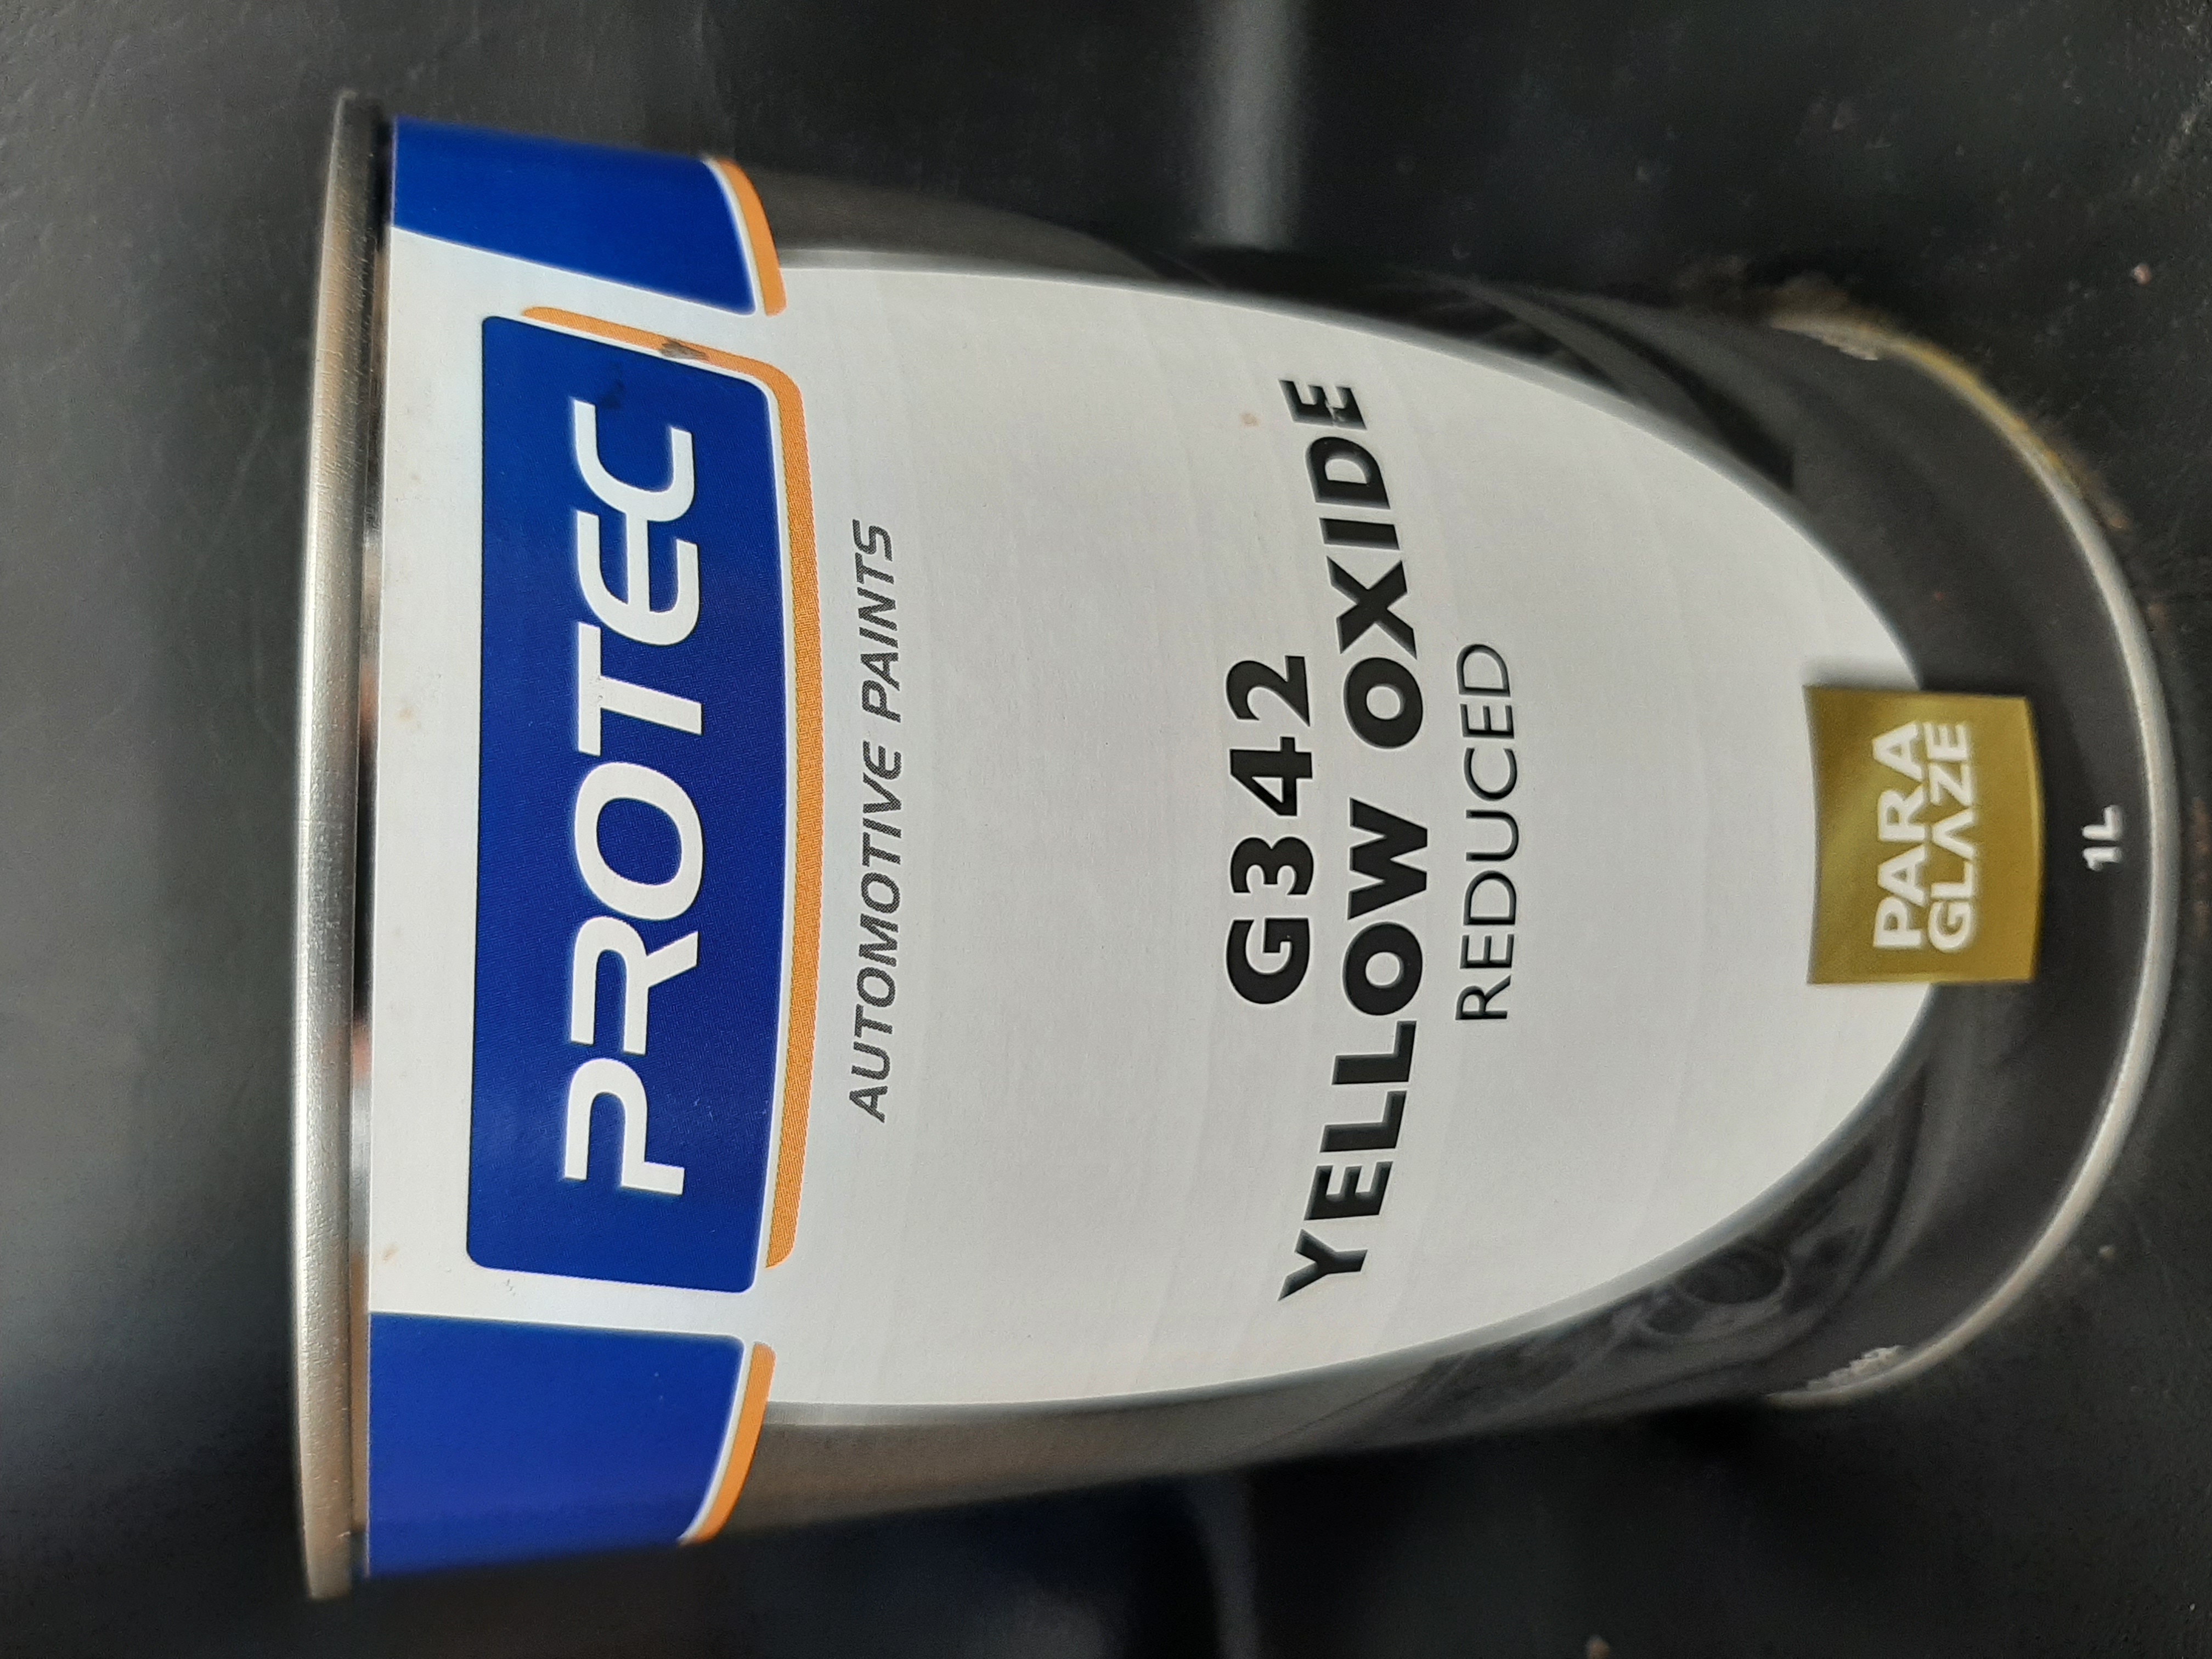 PROTEC
AUTOMOTIVE PAINTS
G342
YELLOW OXIDE
REDUCED
PARA
GLAZE
1L